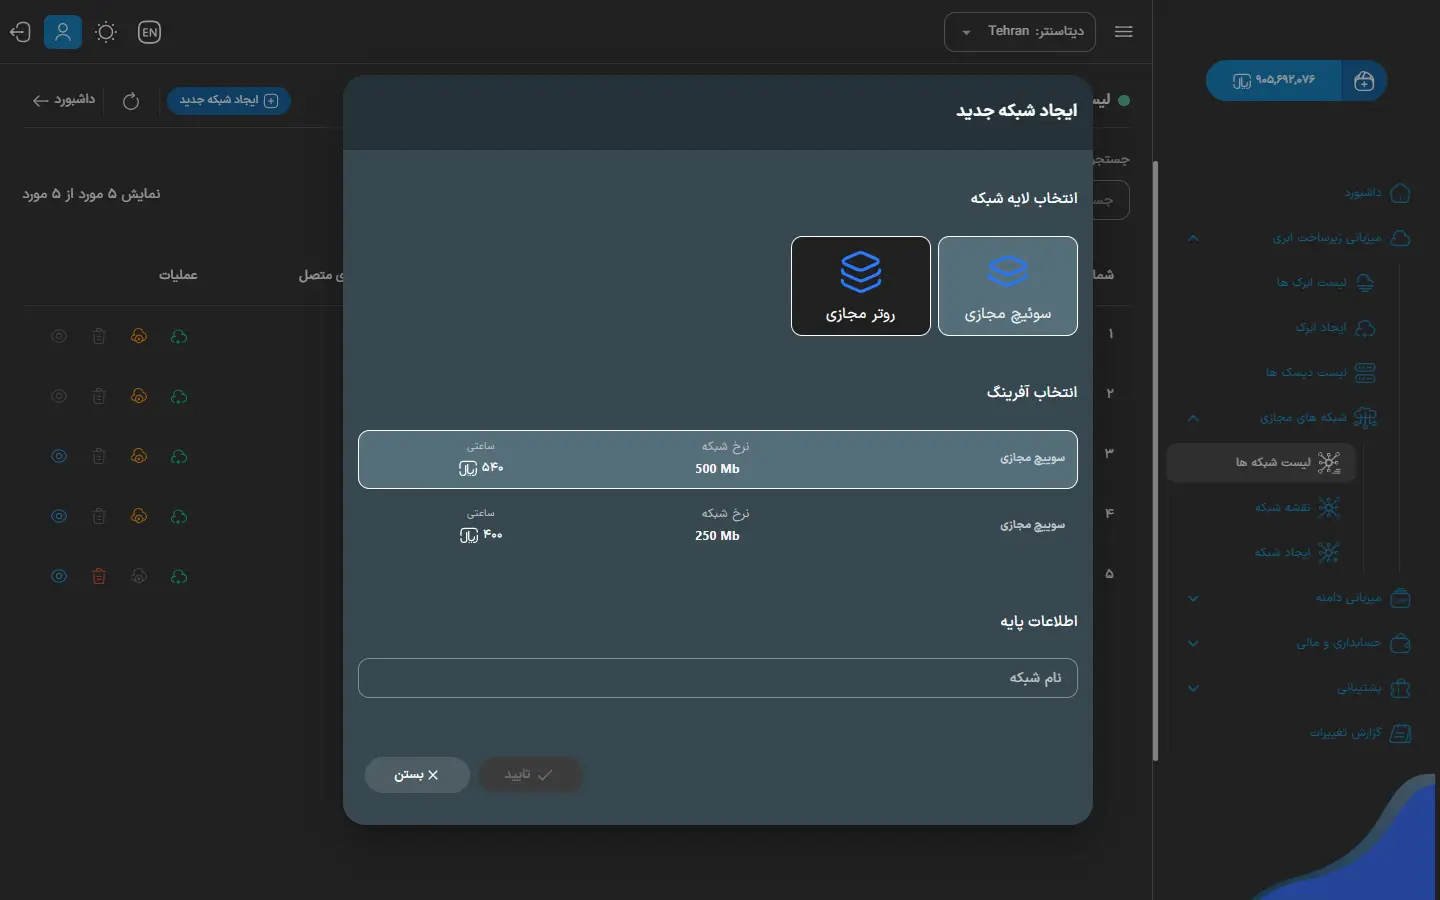 EN
دیتاسنتر: Tehran
۹۰۵,۶۹۲,۰۷۶ ریال
ایجاد شبکه جدید
داشبورد
نمایش ۵ مورد از ۵ مورد
عملیات
۱
۲
۳
۴
۵
ایجاد شبکه جدید
انتخاب لایه شبکه
سوئیچ مجازی
روتر مجازی
انتخاب آفرینگ
سوییچ مجازی
نرخ شبکه
500 Mb
ساعتی
۵۴۰ ریال
سوییچ مجازی
نرخ شبکه
250 Mb
ساعتی
۴۰۰ ریال
اطلاعات پایه
نام شبکه
تایید
بستن
داشبورد
میزبانی زیرساخت ابری
لیست ابرک ها
ایجاد ابرک
لیست دیسک ها
شبکه های مجازی
لیست شبکه ها
نقشه شبکه
ایجاد شبکه
میزبانی دامنه
حسابداری و مالی
پشتیبانی
گزارش تغییرات